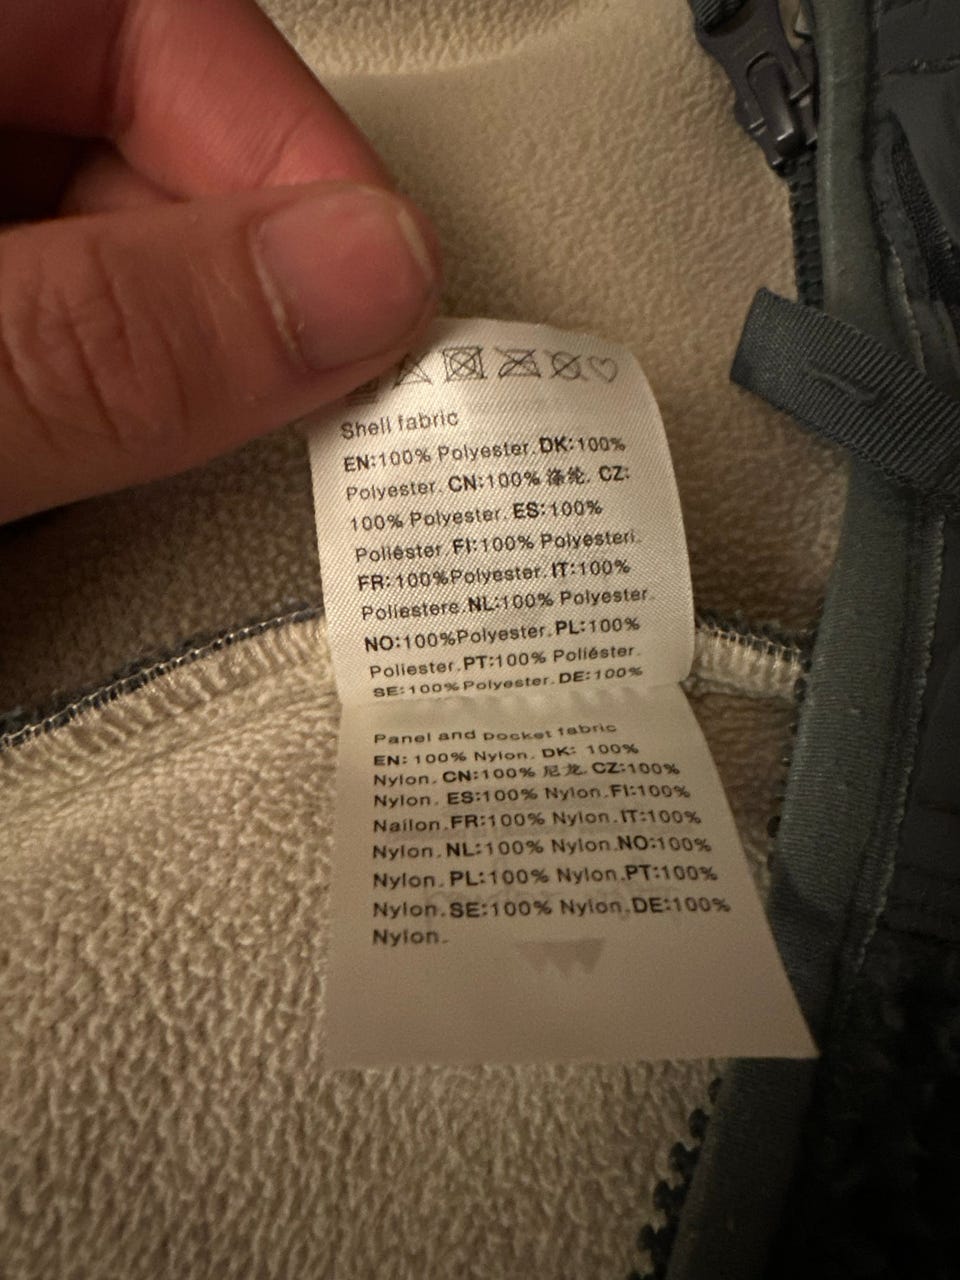 Shell fabric
EN:100% Polyester.DK:100%
Polyester. CN:100% 涤纶. CZ:
100% Polyester. ES:100%
Poliéster. FI:100% Polyesteri.
FR:100%Polyester.IT:100%
Poliestere.NL:100% Polyester.
NO:100%Polyester.PL:100%
Poliester.PT:100% Poliéster.
SE:100%Polyester.DE:100%
Panel and pocket fabric
EN: 100% Nylon. DK: 100%
Nylon. CN:100% 尼龙. CZ:100%
Nylon. ES:100% Nylon.FI:100%
Nailon.FR:100% Nylon.IT:100%
Nylon. NL:100% Nylon.NO:100%
Nylon. PL:100% Nylon.PT:100%
Nylon.SE:100% Nylon.DE:100%
Nylon.